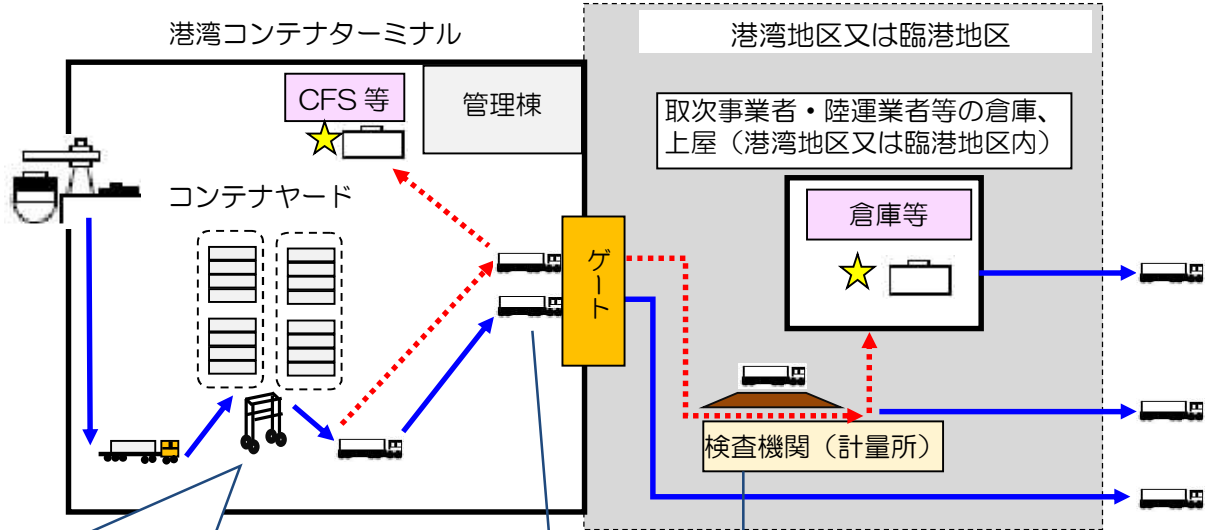 港湾コンテナターミナル
港湾地区又は臨港地区
CFS 等
管理棟
取次事業者・陸運業者等の倉庫、
上屋（港湾地区又は臨港地区内）
コンテナヤード
倉庫等
ゲート
検査機関（計量所）